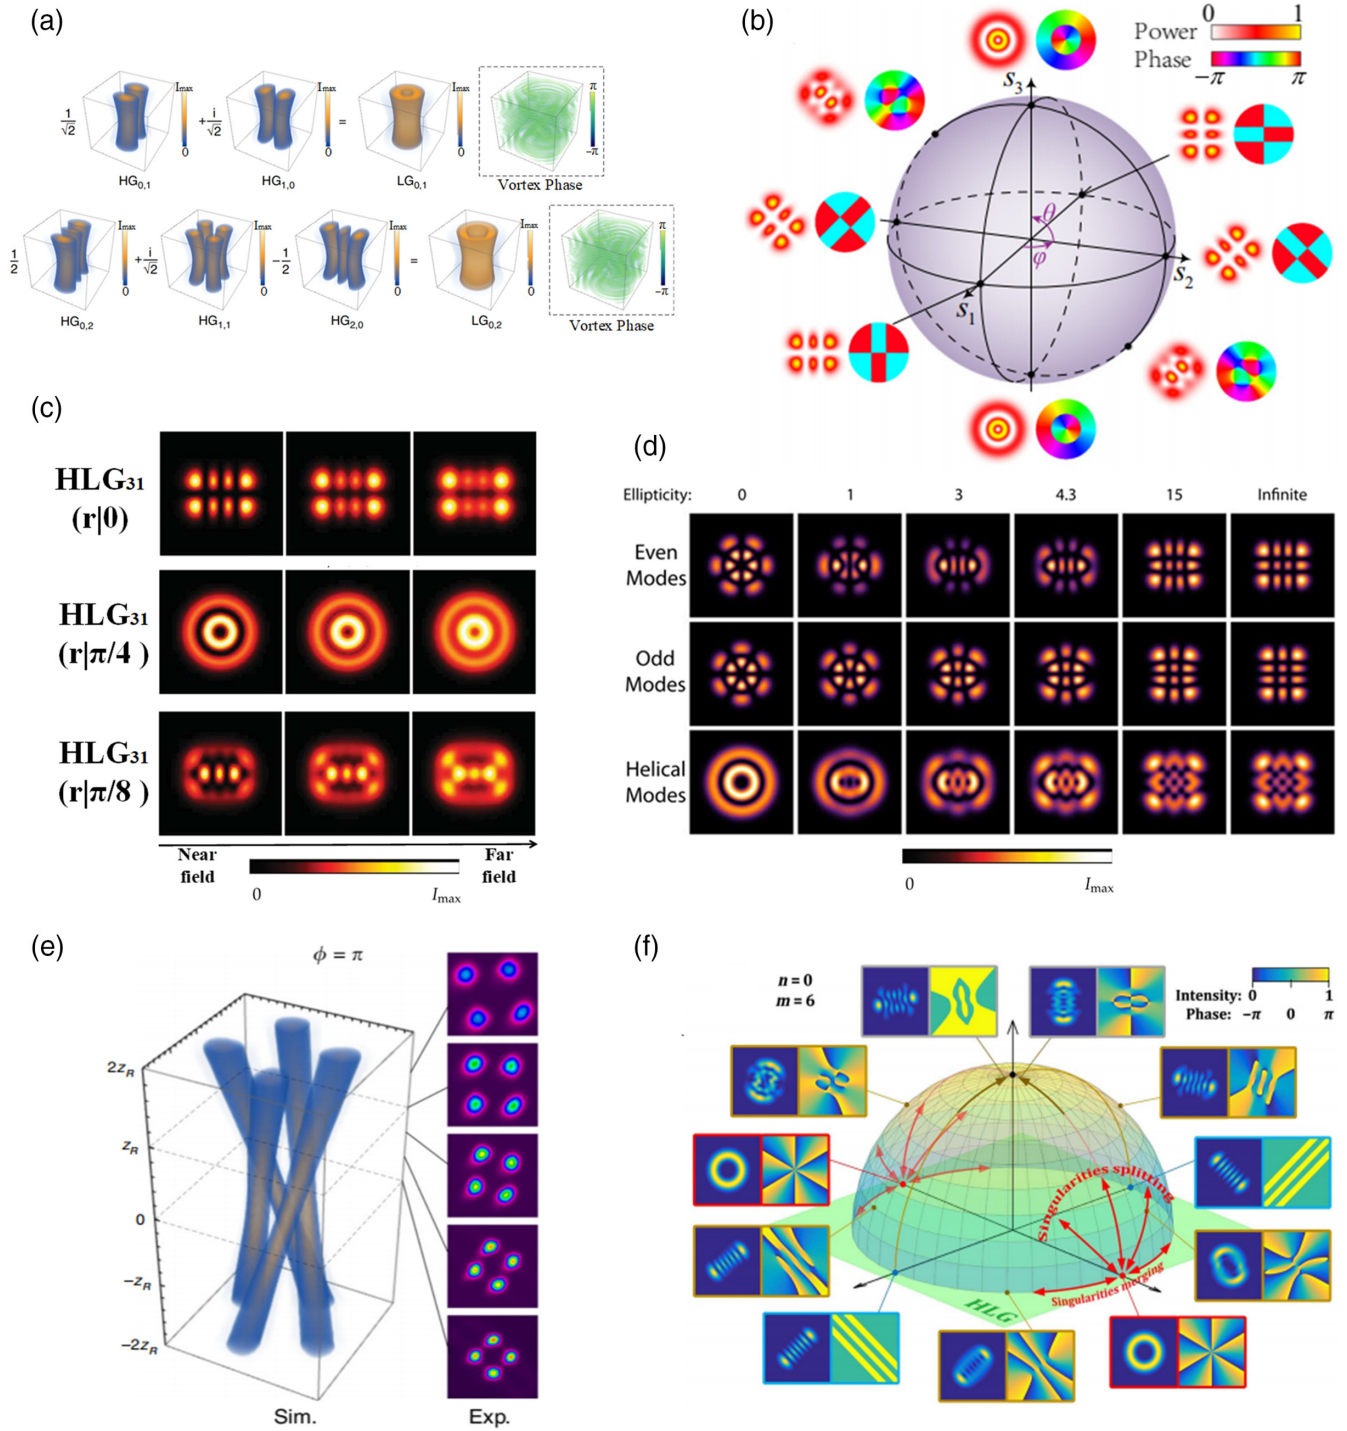 (a)
1/√2
Imax
0
+ i/√2
Imax
0
=
Imax
0
π
−π
HG0,1
HG1,0
LG0,1
Vortex Phase
1/2
Imax
0
+ i/√2
Imax
0
− 1/2
Imax
0
=
Imax
0
π
−π
HG0,2
HG1,1
HG2,0
LG0,2
Vortex Phase
(b)
0 1
Power
Phase
−π π
S3
θ
φ
S2
S1
(c)
HLG31
(r|0)
HLG31
(r|π/4 )
HLG31
(r|π/8 )
Near
field
Far
field
0
Imax
(d)
Ellipticity: 0 1 3 4.3 15 Infinite
Even
Modes
Odd
Modes
Helical
Modes
0
Imax
(e)
ϕ = π
2zR
zR
0
−zR
−2zR
Sim.
Exp.
(f)
n = 0
m = 6
Intensity: 0 1
Phase: −π 0 π
Singularities splitting
Singularities merging
HLG